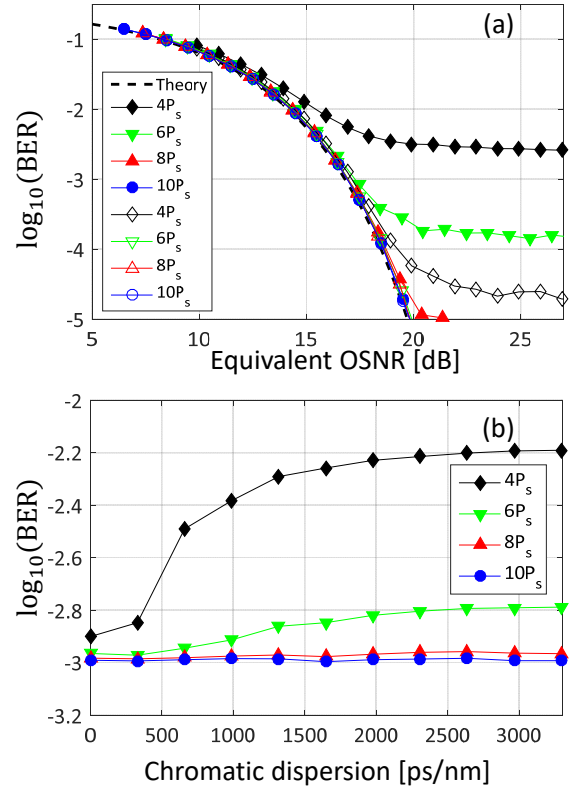 (a)
-1
-2
-3
-4
-5
log₁₀(BER)
Theory
4Pₛ
6Pₛ
8Pₛ
10Pₛ
4Pₛ
6Pₛ
8Pₛ
10Pₛ
5 10 15 20 25
Equivalent OSNR [dB]
(b)
-2
-2.2
-2.4
-2.6
-2.8
-3
-3.2
log₁₀(BER)
4Pₛ
6Pₛ
8Pₛ
10Pₛ
0 500 1000 1500 2000 2500 3000
Chromatic dispersion [ps/nm]